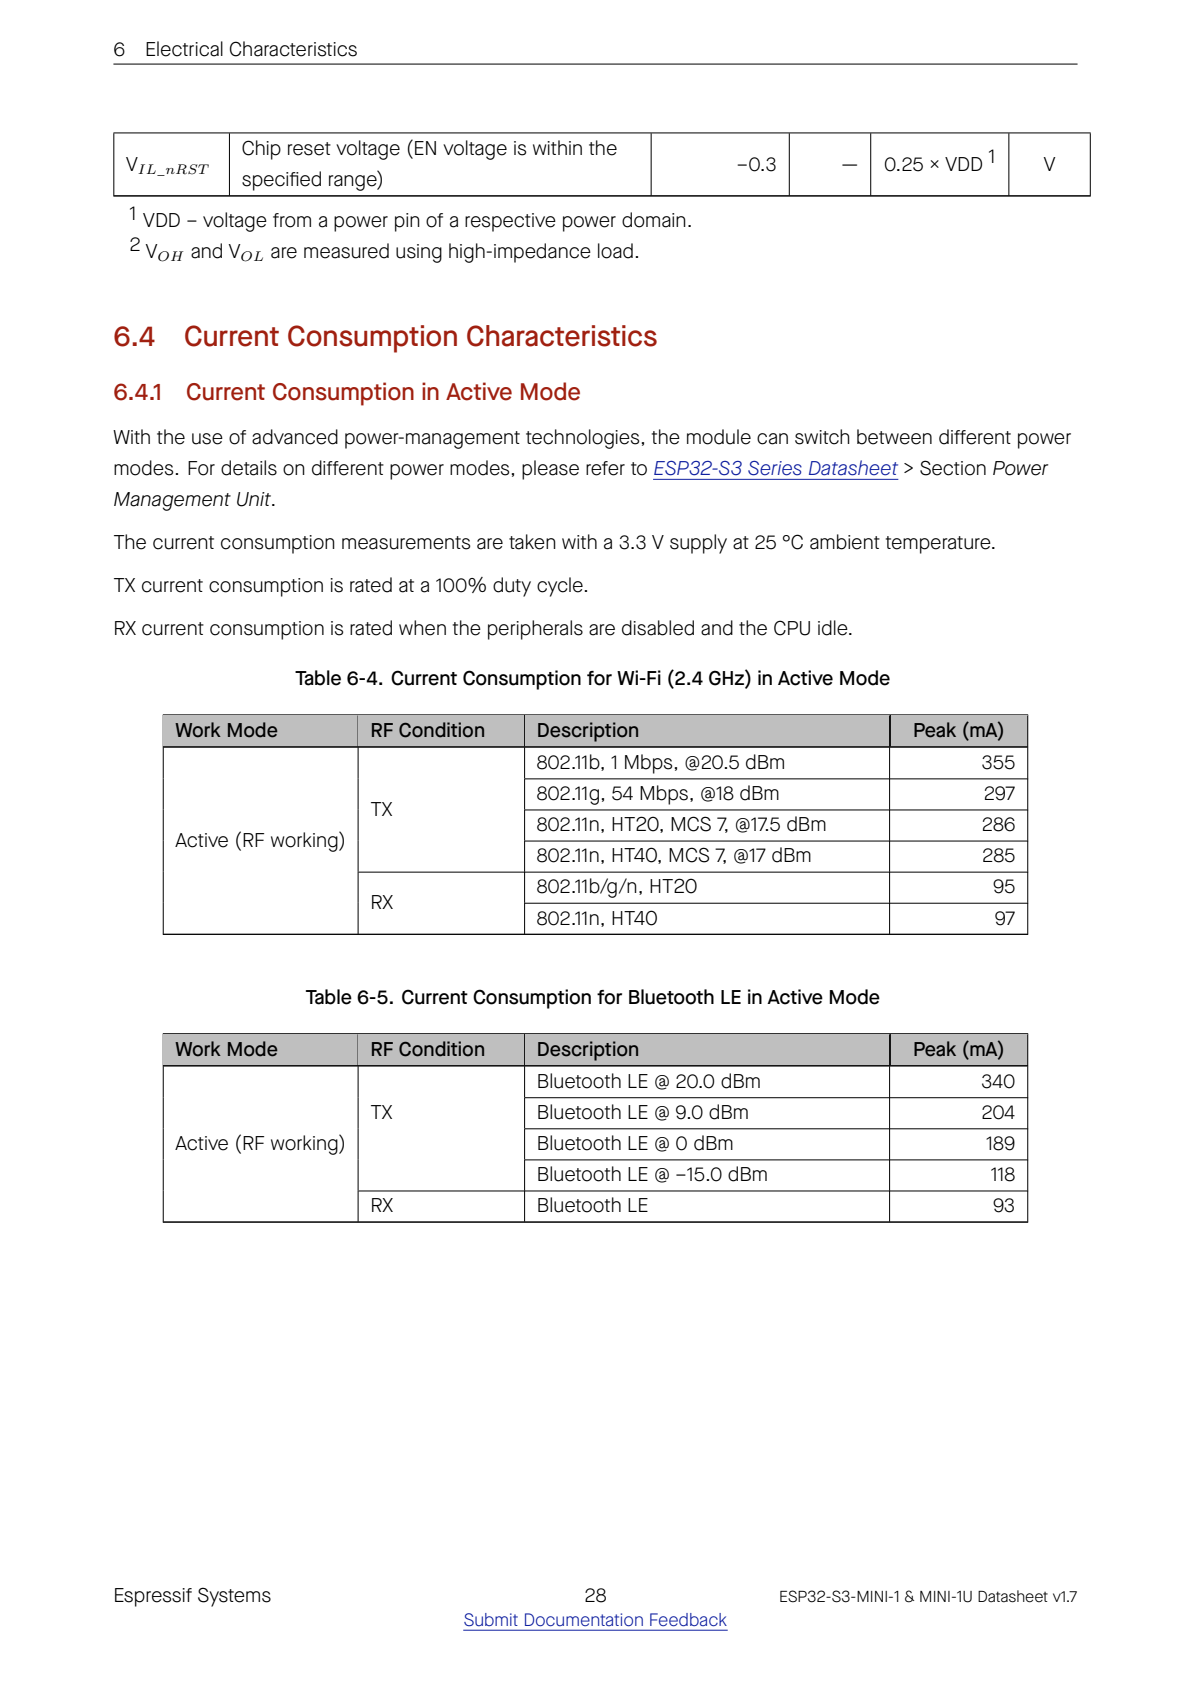 6 Electrical Characteristics
V_IL_nRST Chip reset voltage (EN voltage is within the specified range) –0.3 — 0.25 × VDD 1 V
1 VDD – voltage from a power pin of a respective power domain.
2 V_OH and V_OL are measured using high-impedance load.
6.4 Current Consumption Characteristics
6.4.1 Current Consumption in Active Mode
With the use of advanced power-management technologies, the module can switch between different power
modes. For details on different power modes, please refer to ESP32-S3 Series Datasheet > Section Power
Management Unit.
The current consumption measurements are taken with a 3.3 V supply at 25 °C ambient temperature.
TX current consumption is rated at a 100% duty cycle.
RX current consumption is rated when the peripherals are disabled and the CPU idle.
Table 6-4. Current Consumption for Wi-Fi (2.4 GHz) in Active Mode
Work Mode RF Condition Description Peak (mA)
Active (RF working) TX 802.11b, 1 Mbps, @20.5 dBm 355
802.11g, 54 Mbps, @18 dBm 297
802.11n, HT20, MCS 7, @17.5 dBm 286
802.11n, HT40, MCS 7, @17 dBm 285
RX 802.11b/g/n, HT20 95
802.11n, HT40 97
Table 6-5. Current Consumption for Bluetooth LE in Active Mode
Work Mode RF Condition Description Peak (mA)
Active (RF working) TX Bluetooth LE @ 20.0 dBm 340
Bluetooth LE @ 9.0 dBm 204
Bluetooth LE @ 0 dBm 189
Bluetooth LE @ –15.0 dBm 118
RX Bluetooth LE 93
Espressif Systems 28 ESP32-S3-MINI-1 & MINI-1U Datasheet v1.7
Submit Documentation Feedback